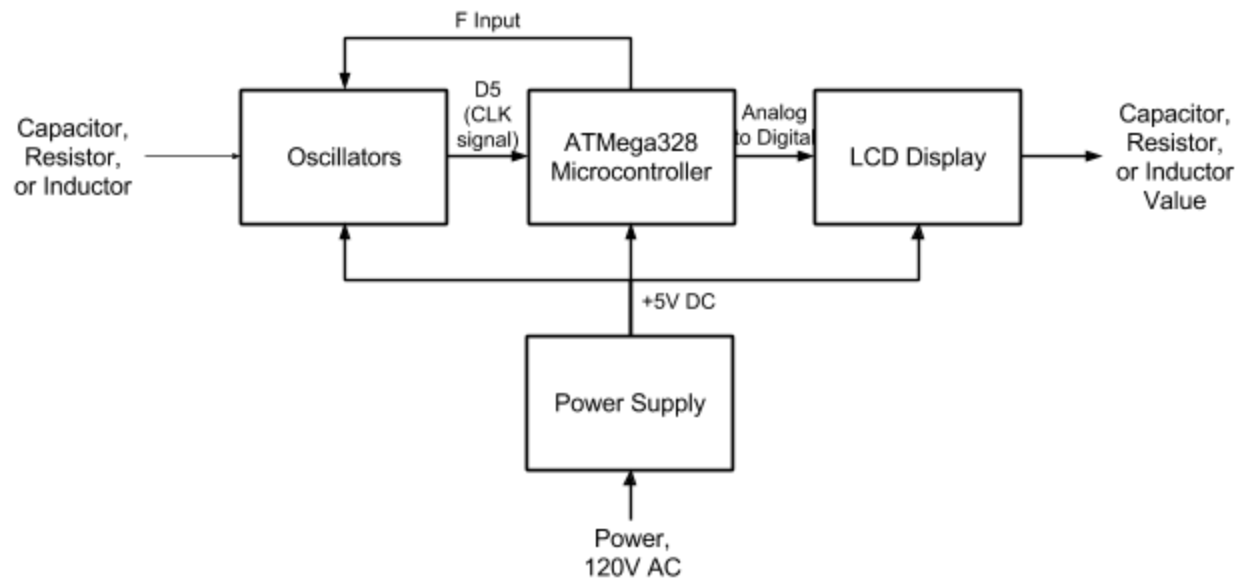 F Input
D5
(CLK
signal)
Capacitor,
Resistor,
or Inductor
Oscillators
ATMega328
Microcontroller
Analog
to Digital
LCD Display
Capacitor,
Resistor,
or Inductor
Value
+5V DC
Power Supply
Power,
120V AC